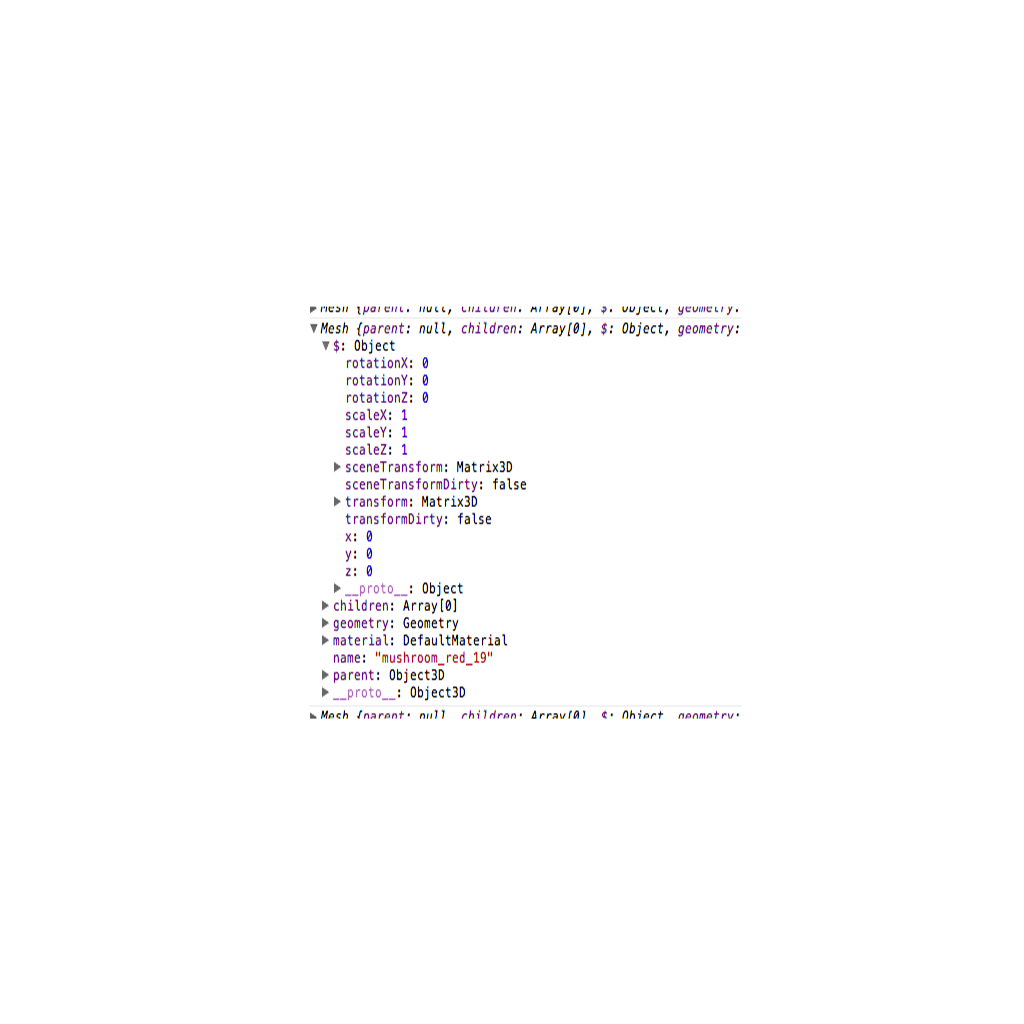 Mesh {parent: null, children: Array[0], $: Object, geometry:
Mesh {parent: null, children: Array[0], $: Object, geometry:
$: Object
rotationX: 0
rotationY: 0
rotationZ: 0
scaleX: 1
scaleY: 1
scaleZ: 1
sceneTransform: Matrix3D
sceneTransformDirty: false
transform: Matrix3D
transformDirty: false
x: 0
y: 0
z: 0
__proto__: Object
children: Array[0]
geometry: Geometry
material: DefaultMaterial
name: "mushroom_red_19"
parent: Object3D
__proto__: Object3D
Mesh {parent: null, children: Array[0], $: Object, geometry: